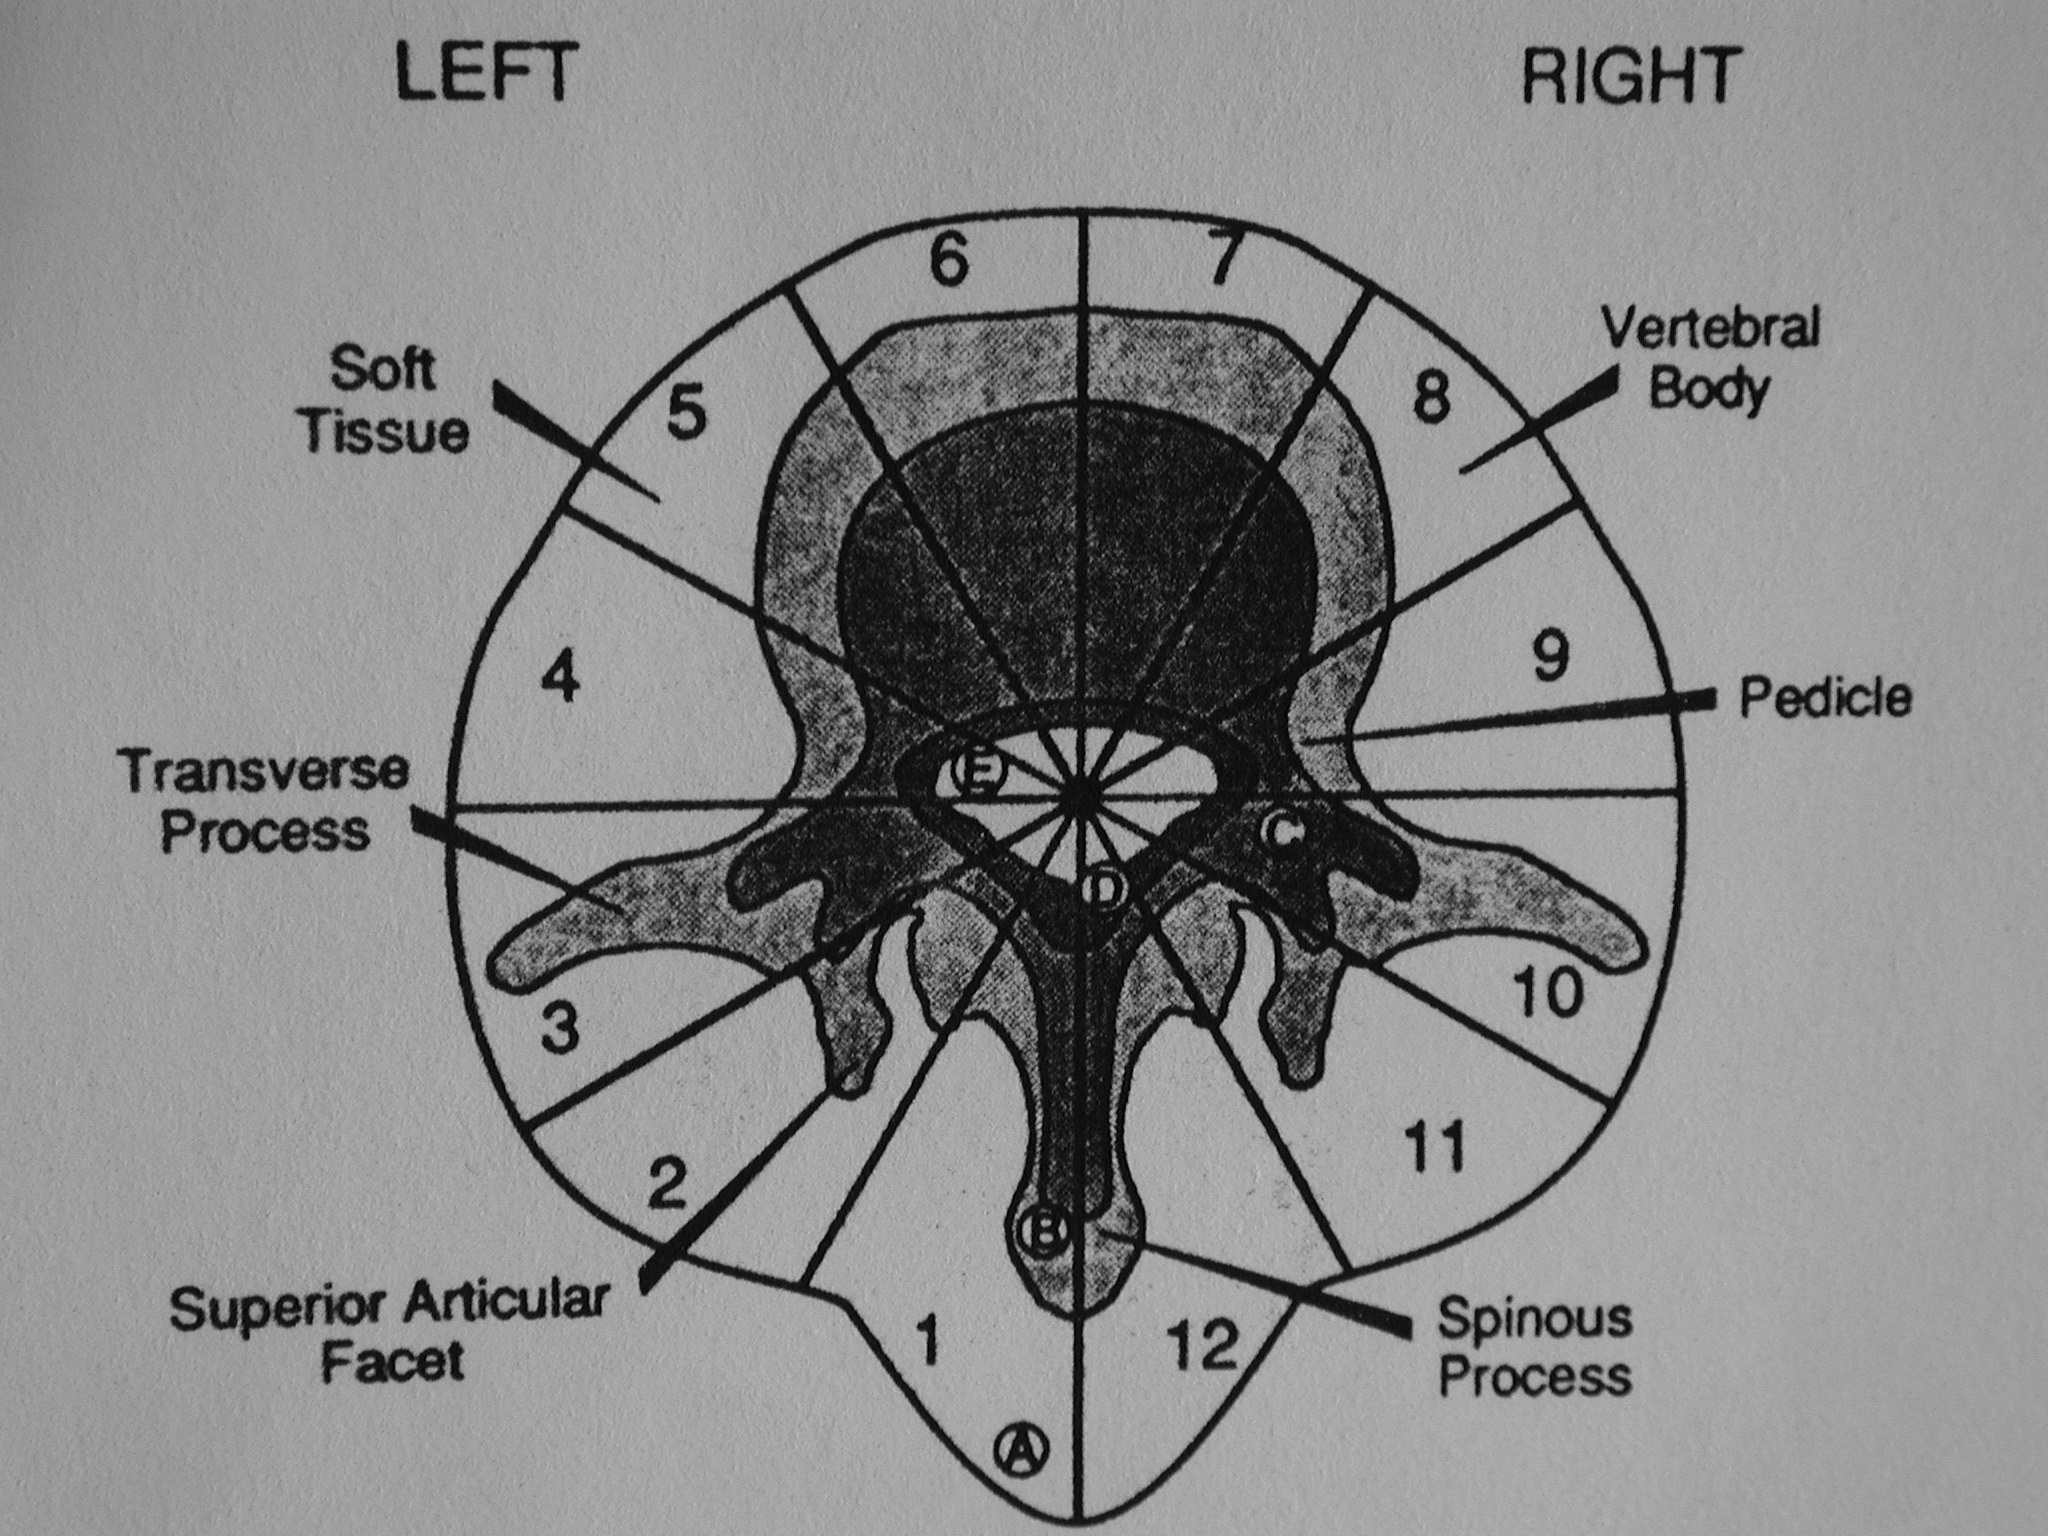 LEFT
RIGHT
6
7
Vertebral
Body
Soft
Tissue
5
8
4
9
Pedicle
Transverse
Process
E
C
D
3
10
2
11
B
Superior Articular
Facet
1
12
Spinous
Process
A